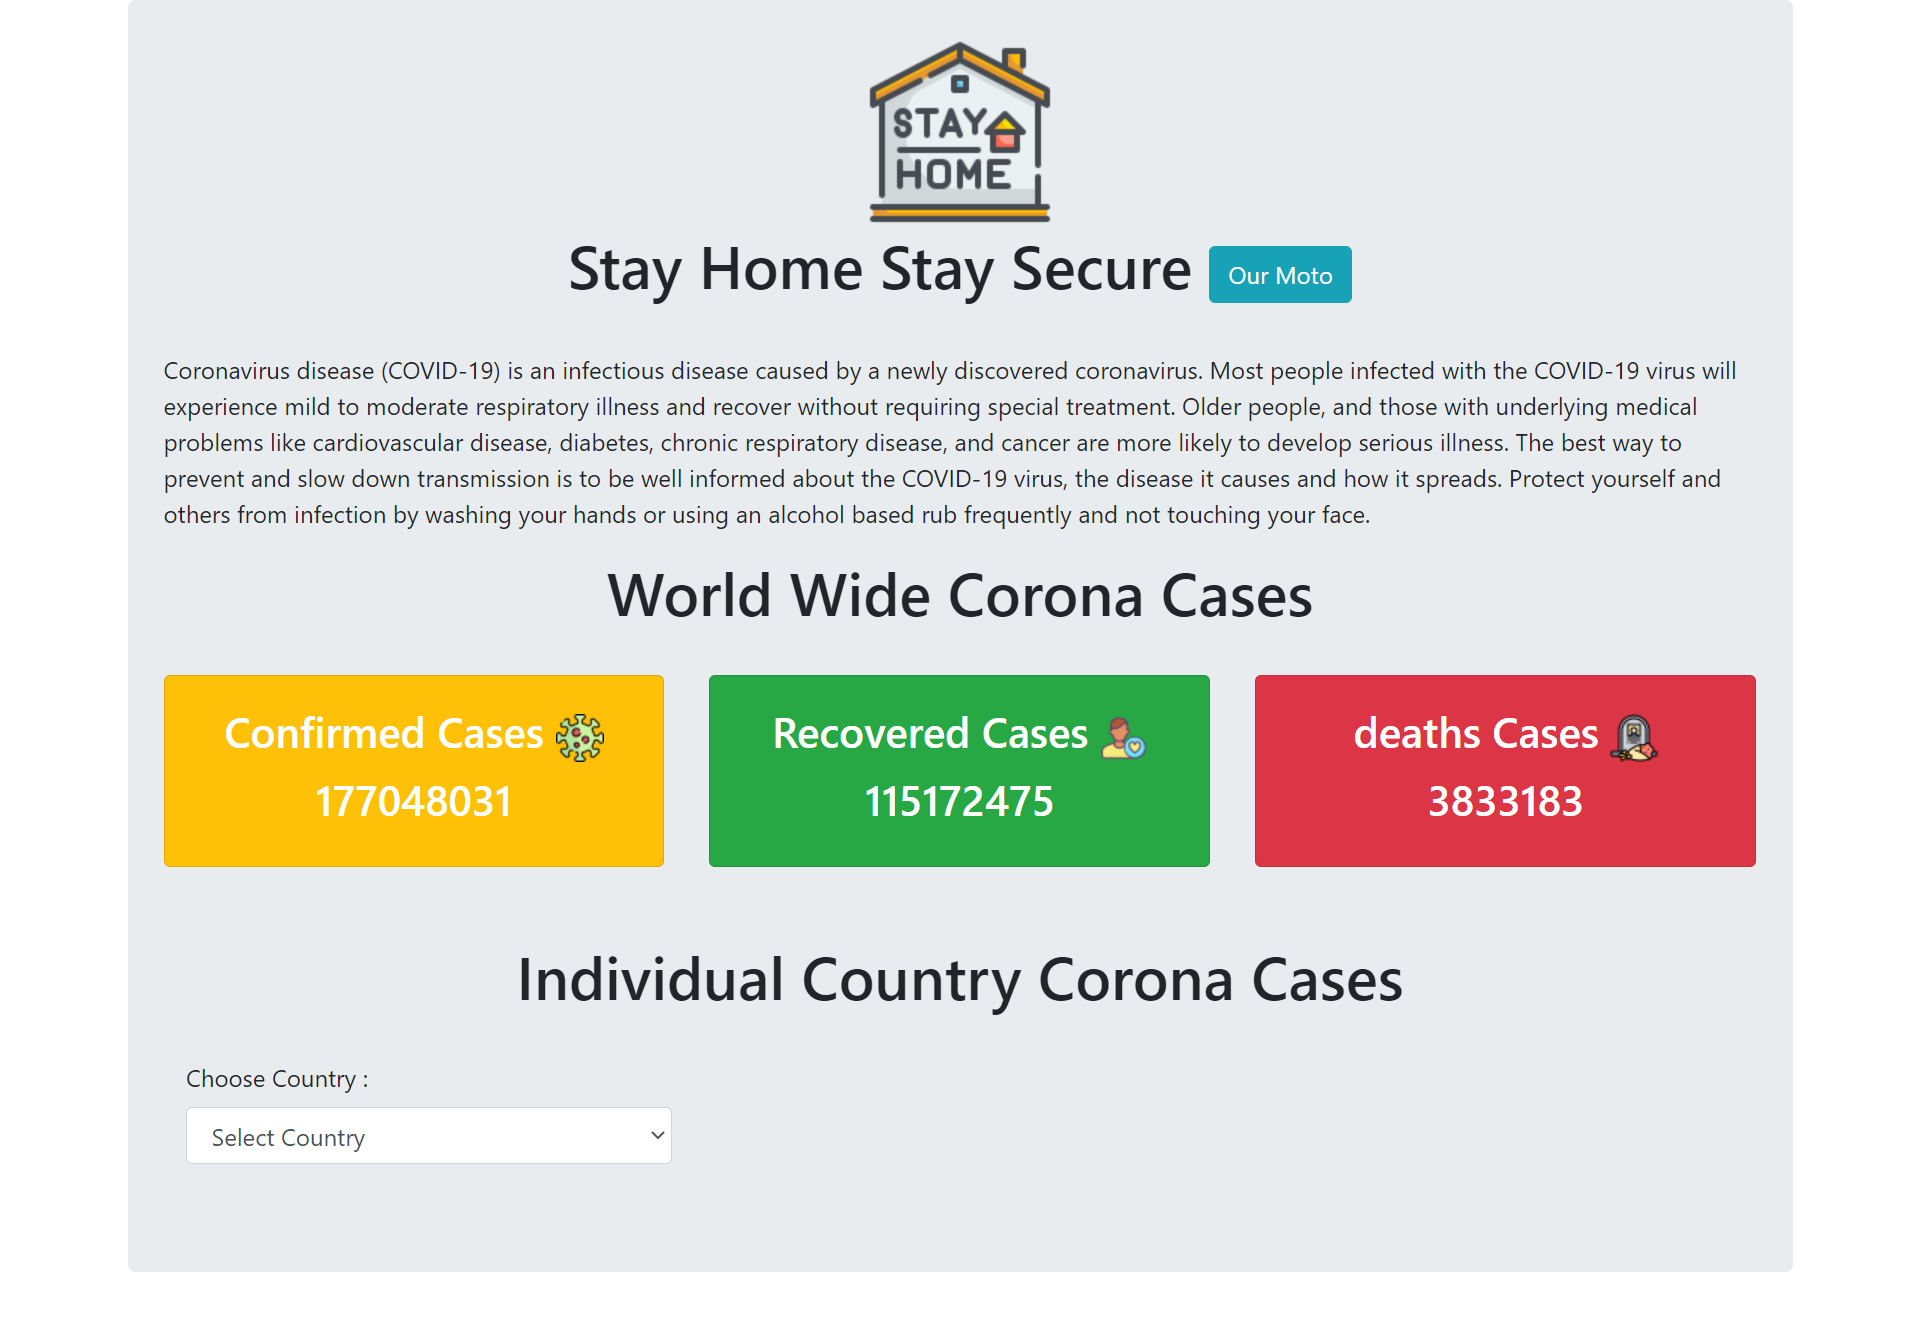 STAY
HOME
Stay Home Stay Secure Our Moto
Coronavirus disease (COVID-19) is an infectious disease caused by a newly discovered coronavirus. Most people infected with the COVID-19 virus will
experience mild to moderate respiratory illness and recover without requiring special treatment. Older people, and those with underlying medical
problems like cardiovascular disease, diabetes, chronic respiratory disease, and cancer are more likely to develop serious illness. The best way to
prevent and slow down transmission is to be well informed about the COVID-19 virus, the disease it causes and how it spreads. Protect yourself and
others from infection by washing your hands or using an alcohol based rub frequently and not touching your face.
World Wide Corona Cases
Confirmed Cases
177048031
Recovered Cases
115172475
deaths Cases
3833183
Individual Country Corona Cases
Choose Country :
Select Country